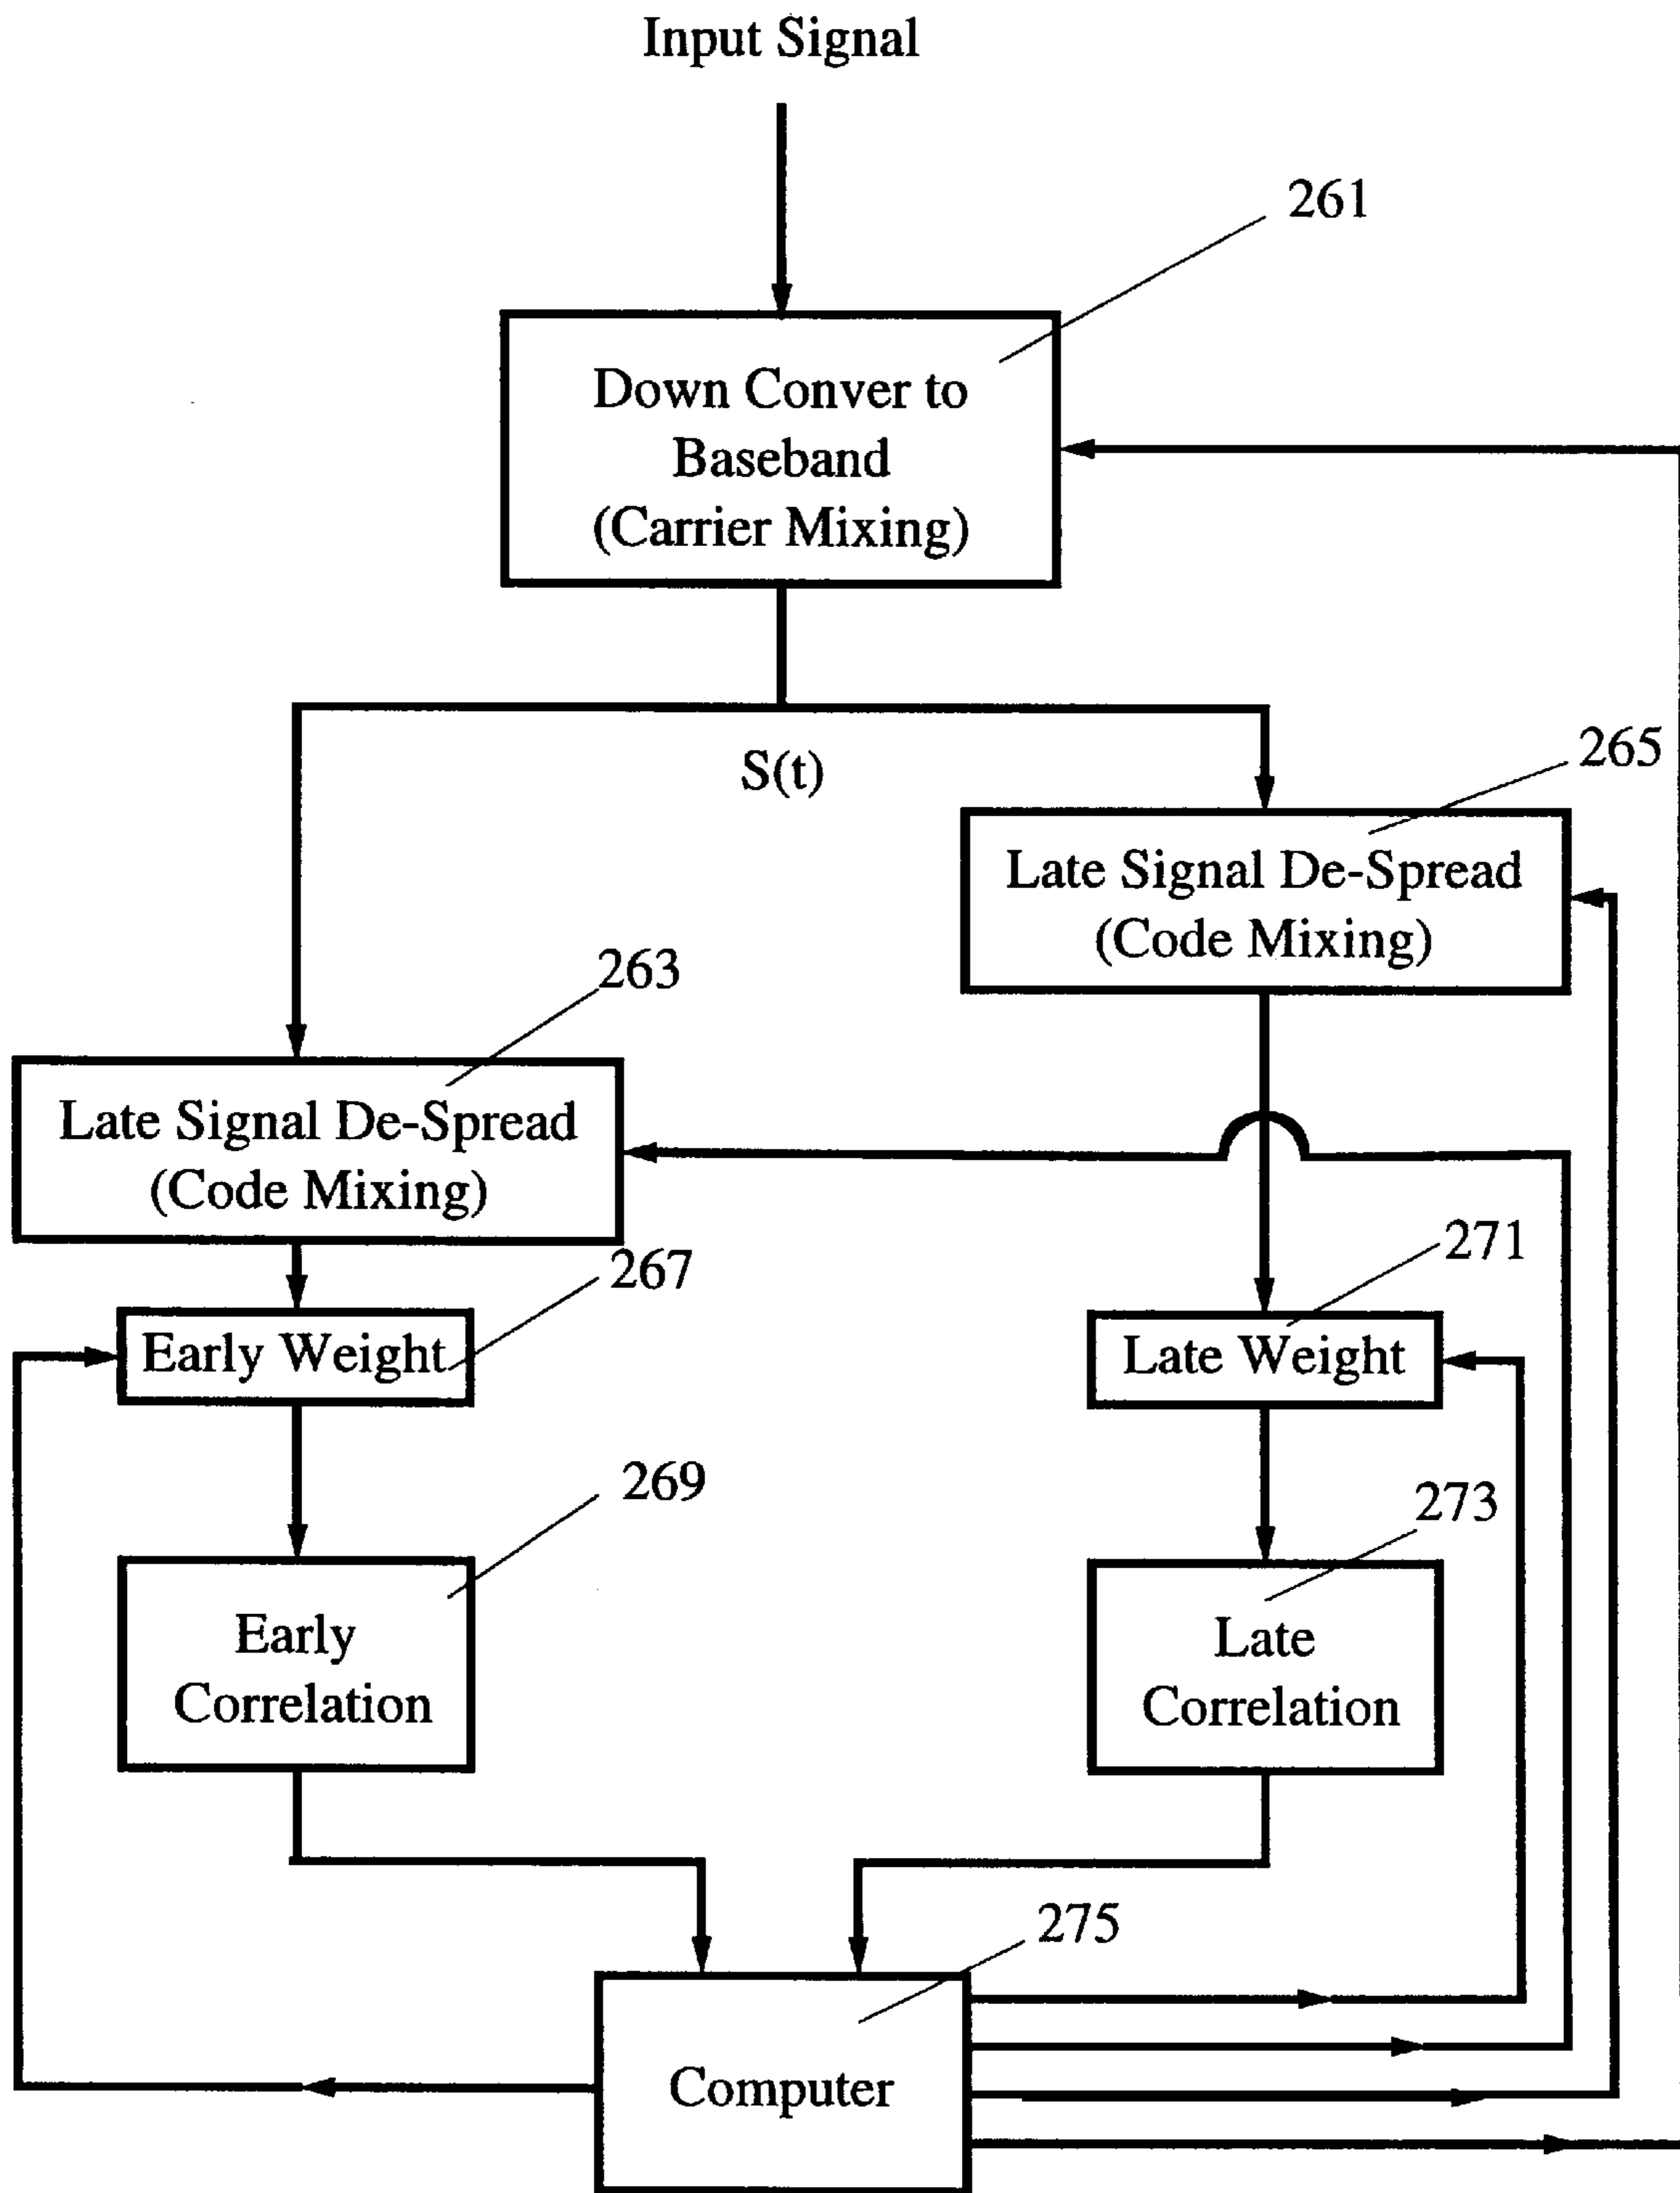 Input Signal
261
Down Conver to
Baseband
(Carrier Mixing)
S(t)
265
Late Signal De-Spread
(Code Mixing)
263
Late Signal De-Spread
(Code Mixing)
267
Early Weight
271
Late Weight
269
Early
Correlation
273
Late
Correlation
275
Computer